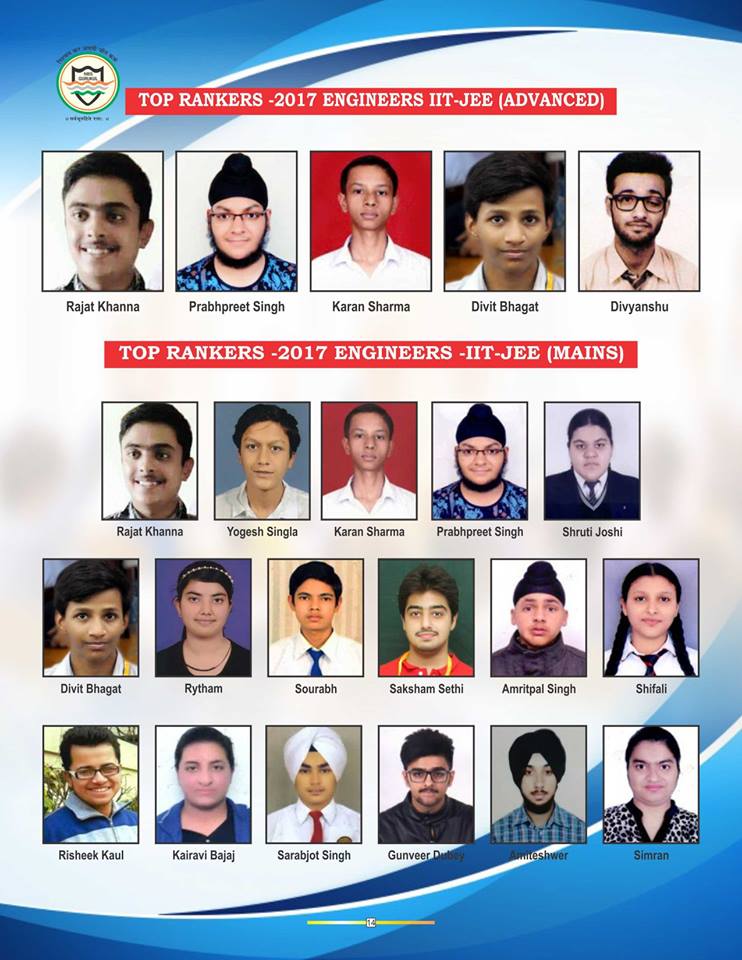 NBS
GURUKUL
TOP RANKERS -2017 ENGINEERS IIT-JEE (ADVANCED)
Rajat Khanna
Prabhpreet Singh
Karan Sharma
Divit Bhagat
Divyanshu
TOP RANKERS -2017 ENGINEERS -IIT-JEE (MAINS)
Rajat Khanna
Yogesh Singla
Karan Sharma
Prabhpreet Singh
Shruti Joshi
Divit Bhagat
Rytham
Sourabh
Saksham Sethi
Amritpal Singh
Shifali
Risheek Kaul
Kairavi Bajaj
Sarabjot Singh
Gunveer Dubey
Amiteshwer
Simran
14